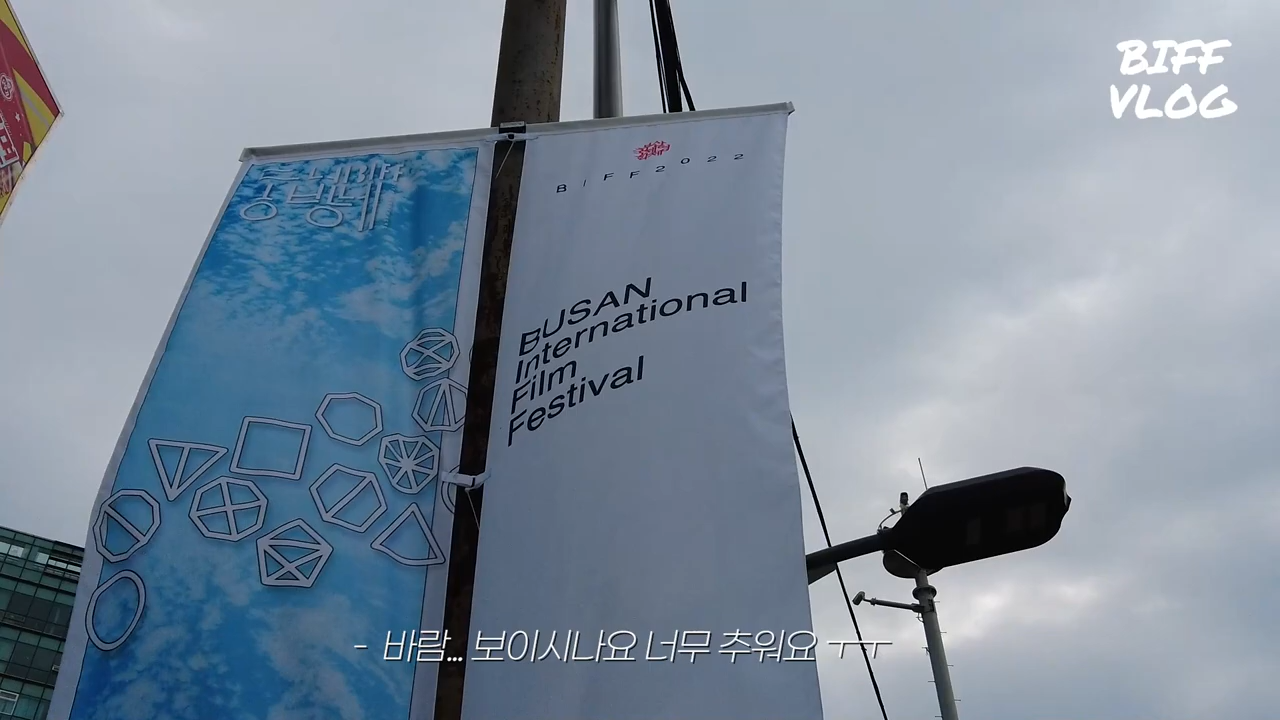 BIFF
VLOG
BIFF2022
BUSAN
International
Film
Festival
- 바람... 보이시나요 너무 추워요 ㅜㅜ